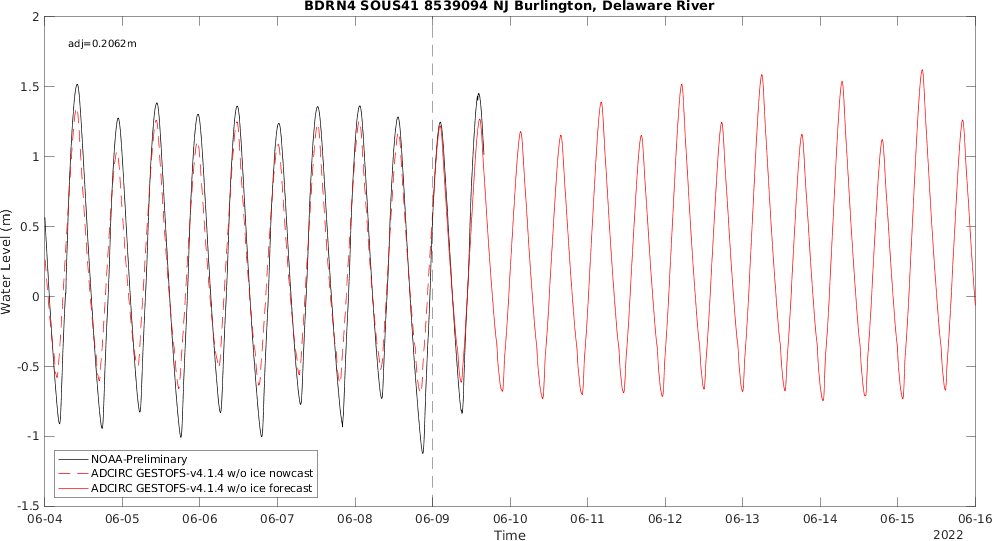 BDRN4 SOUS41 8539094 NJ Burlington, Delaware River
2
adj=0.2062m
1.5
1
0.5
0
-0.5
-1
-1.5
Water Level (m)
NOAA-Preliminary
ADCIRC GESTOFS-v4.1.4 w/o ice nowcast
ADCIRC GESTOFS-v4.1.4 w/o ice forecast
06-04 06-05 06-06 06-07 06-08 06-09 06-10 06-11 06-12 06-13 06-14 06-15 06-16
Time
2022